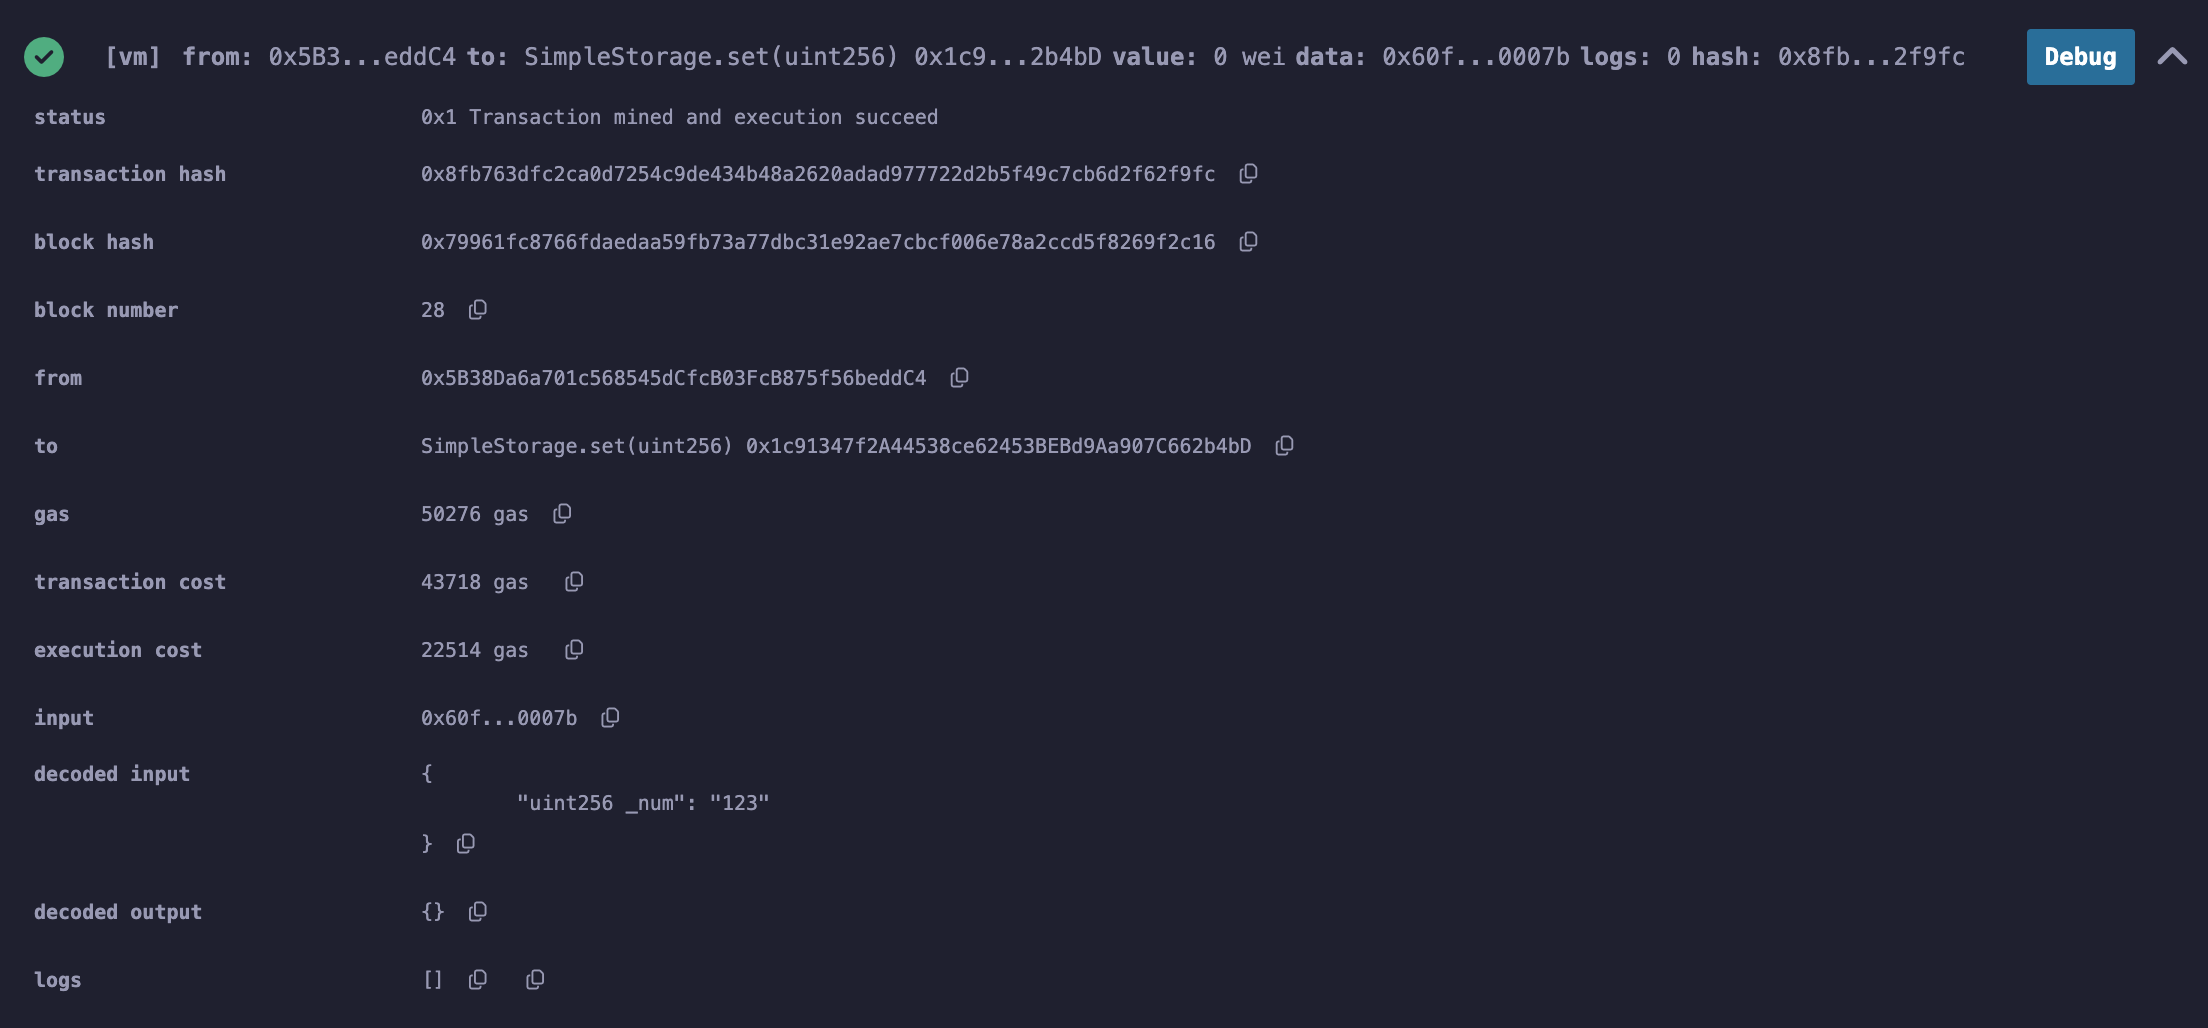 [vm] from: 0x5B3...eddC4 to: SimpleStorage.set(uint256) 0x1c9...2b4bD value: 0 wei data: 0x60f...0007b logs: 0 hash: 0x8fb...2f9fc Debug
status 0x1 Transaction mined and execution succeed
transaction hash 0x8fb763dfc2ca0d7254c9de434b48a2620adad977722d2b5f49c7cb6d2f62f9fc
block hash 0x79961fc8766fdaedaa59fb73a77dbc31e92ae7cbcf006e78a2ccd5f8269f2c16
block number 28
from 0x5B38Da6a701c568545dCfcB03FcB875f56beddC4
to SimpleStorage.set(uint256) 0x1c91347f2A44538ce62453BEBd9Aa907C662b4bD
gas 50276 gas
transaction cost 43718 gas
execution cost 22514 gas
input 0x60f...0007b
decoded input {
"uint256 _num": "123"
}
decoded output {}
logs []